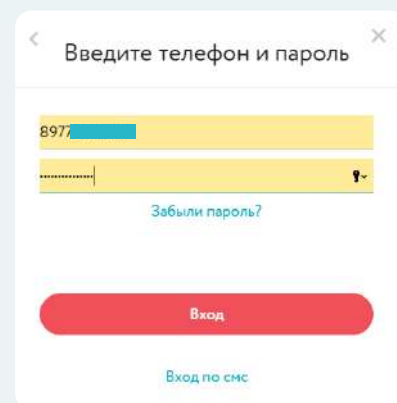 Введите телефон и пароль
8977
Забыли пароль?
Вход
Вход по смс